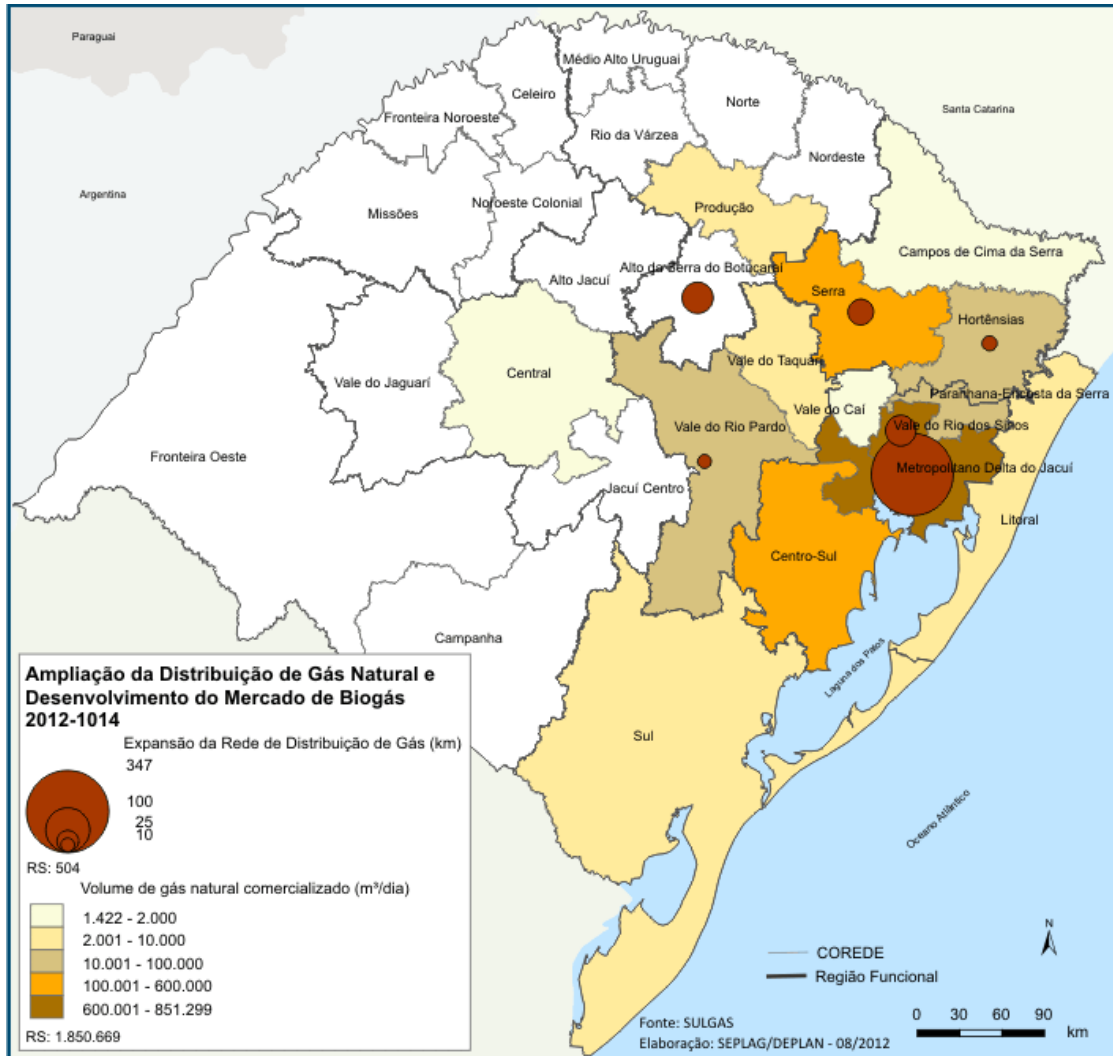 Paraguai
Médio Alto Uruguai
Celeiro
Norte
Santa Catarina
Fronteira Noroeste
Rio da Várzea
Nordeste
Argentina
Noroeste Colonial
Produção
Missões
Campos de Cima da Serra
Alto da Serra do Botucaraí
Alto Jacuí
Serra
Hortênsias
Vale do Taquari
Central
Vale do Jaguarí
Paranhana-Encosta da Serra
Vale do Caí
Vale do Rio Pardo
Vale do Rio dos Sinos
Fronteira Oeste
Metropolitano Delta do Jacuí
Jacuí Centro
Litoral
Centro-Sul
Campanha
Laguna dos Patos
Sul
Oceano Atlântico
Ampliação da Distribuição de Gás Natural e
Desenvolvimento do Mercado de Biogás
2012-1014
Expansão da Rede de Distribuição de Gás (km)
347
100
25
10
RS: 504
Volume de gás natural comercializado (m³/dia)
1.422 - 2.000
2.001 - 10.000
10.001 - 100.000
100.001 - 600.000
600.001 - 851.299
RS: 1.850.669
N
COREDE
Região Funcional
Fonte: SULGAS
Elaboração: SEPLAG/DEPLAN - 08/2012
0 30 60 90
km